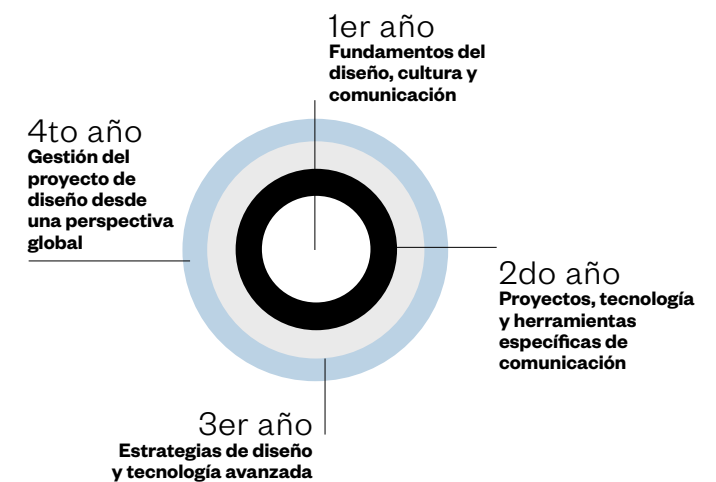 1er año
Fundamentos del
diseño, cultura y
comunicación
2do año
Proyectos, tecnología
y herramientas
específicas de
comunicación
3er año
Estrategias de diseño
y tecnología avanzada
4to año
Gestión del
proyecto de
diseño desde
una perspectiva
global